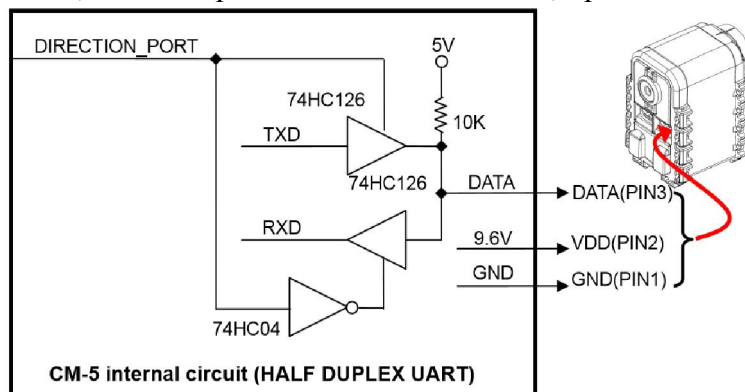 DIRECTION_PORT
5V
74HC126
10K
TXD
74HC126
DATA
DATA(PIN3)
RXD
9.6V
VDD(PIN2)
GND
GND(PIN1)
74HC04
CM-5 internal circuit (HALF DUPLEX UART)